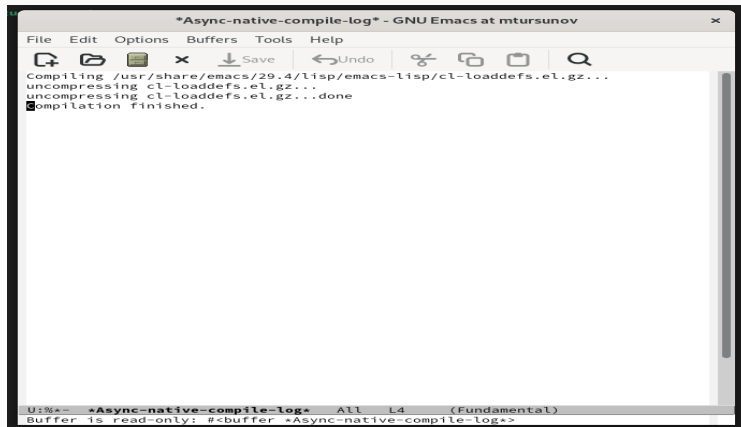 *Async-native-compile-log* - GNU Emacs at mtursunov
File Edit Options Buffers Tools Help
Save Undo
Compiling /usr/share/emacs/29.4/lisp/emacs-lisp/cl-loaddefs.el.gz...
uncompressing cl-loaddefs.el.gz...
uncompressing cl-loaddefs.el.gz...done
Compilation finished.
U:%*- *Async-native-compile-log* All L4 (Fundamental)
Buffer is read-only: #<buffer *Async-native-compile-log*>